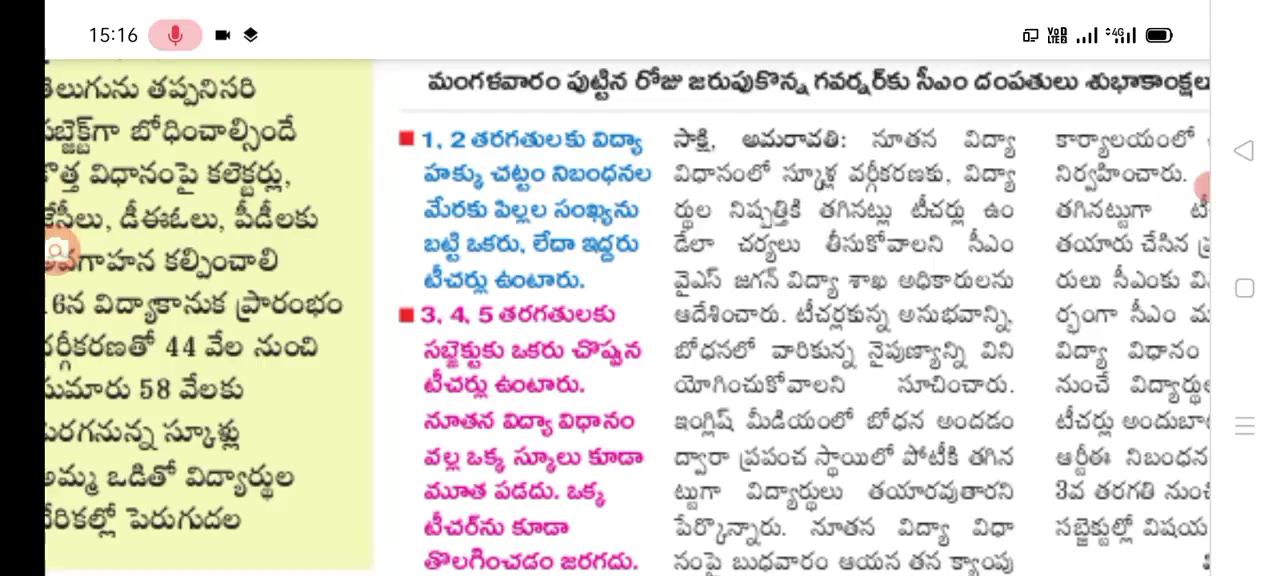 15:16
VoD LTE2 4G
మంగళవారం పుట్టిన రోజు జరుపుకొన్న గవర్నర్‌కు సీఎం దంపతులు శుభాకాంక్షలు
తెలుగును తప్పనిసరి
సబ్జెక్ట్‌గా బోధించాల్సిందే
కొత్త విధానంపై కలెక్టర్లు,
జేసీలు, డీఈఓలు, పీడీలకు
అవగాహన కల్పించాలి
16న విద్యాకానుక ప్రారంభం
వర్గీకరణతో 44 వేల నుంచి
సుమారు 58 వేలకు
పెరగనున్న స్కూళ్లు
అమ్మ ఒడితో విద్యార్థుల
చేరికల్లో పెరుగుదల
1, 2 తరగతులకు విద్యా
హక్కు చట్టం నిబంధనల
మేరకు పిల్లల సంఖ్యను
బట్టి ఒకరు, లేదా ఇద్దరు
టీచర్లు ఉంటారు.
3, 4, 5 తరగతులకు
సబ్జెక్టుకు ఒకరు చొప్పున
టీచర్లు ఉంటారు.
నూతన విద్యా విధానం
వల్ల ఒక్క స్కూలు కూడా
మూత పడదు. ఒక్క
టీచర్‌ను కూడా
తొలగించడం జరగదు.
సాక్షి, అమరావతి: నూతన విద్యా
విధానంలో స్కూళ్ల వర్గీకరణకు, విద్యా
ర్థుల నిష్పత్తికి తగినట్లు టీచర్లు ఉం
డేలా చర్యలు తీసుకోవాలని సీఎం
వైఎస్ జగన్ విద్యా శాఖ అధికారులను
ఆదేశించారు. టీచర్లకున్న అనుభవాన్ని,
బోధనలో వారికున్న నైపుణ్యాన్ని విని
యోగించుకోవాలని సూచించారు.
ఇంగ్లిష్ మీడియంలో బోధన అందడం
ద్వారా ప్రపంచ స్థాయిలో పోటీకి తగిన
ట్టుగా విద్యార్థులు తయారవుతారని
పేర్కొన్నారు. నూతన విద్యా విధా
నంపై బుధవారం ఆయన తన క్యాంపు
కార్యాలయంలో
నిర్వహించారు.
తగినట్టుగా
తయారు చేసిన
రులు సీఎంకు
ర్భంగా సీఎం
విద్యా విధానం
నుంచే
టీచర్లు
ఆర్టీఈ
3వ తరగతి నుంచి
సబ్జెక్టుల్లో